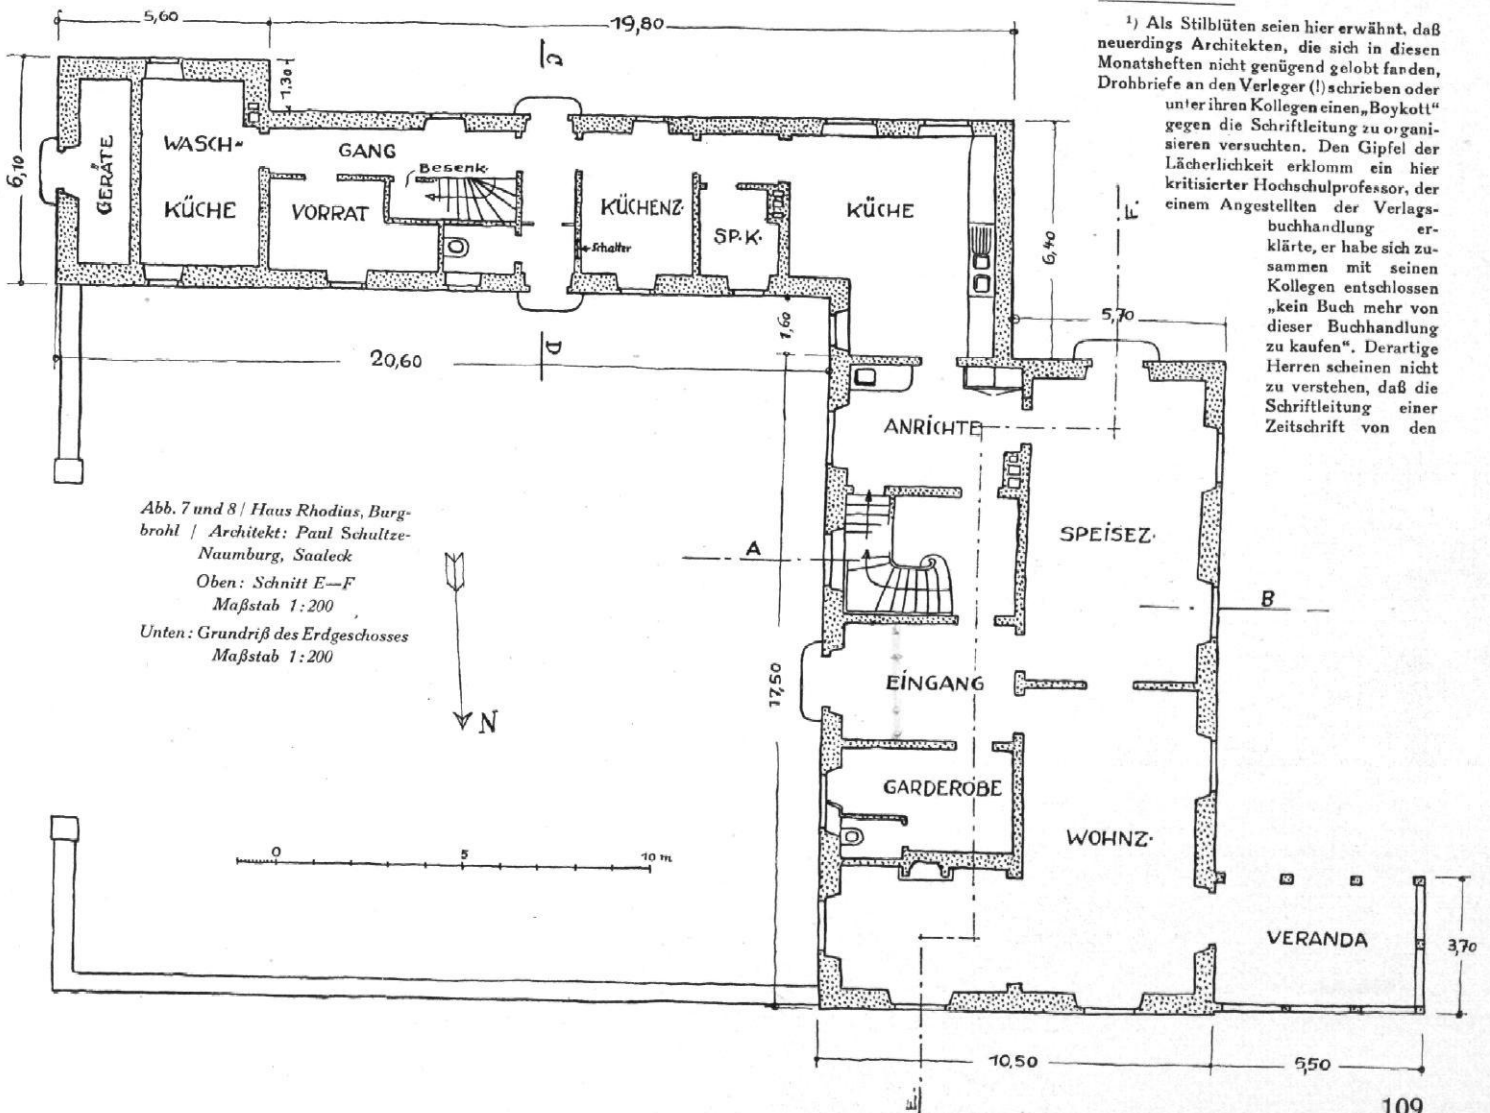 5,60
19,80
C
1,30
6,10
GERÄTE
WASCH-
KÜCHE
GANG
Besenk.
VORRAT
KÜCHENZ.
Schalter
SP.K.
KÜCHE
6,40
F.
5,70
1,60
20,60
D
¹) Als Stilblüten seien hier erwähnt, daß
neuerdings Architekten, die sich in diesen
Monatsheften nicht genügend gelobt fanden,
Drohbriefe an den Verleger (!) schrieben oder
unter ihren Kollegen einen „Boykott“
gegen die Schriftleitung zu organi-
sieren versuchten. Den Gipfel der
Lächerlichkeit erklomm ein hier
kritisierter Hochschulprofessor, der
einem Angestellten der Verlags-
buchhandlung er-
klärte, er habe sich zu-
sammen mit seinen
Kollegen entschlossen
„kein Buch mehr von
dieser Buchhandlung
zu kaufen“. Derartige
Herren scheinen nicht
zu verstehen, daß die
Schriftleitung einer
Zeitschrift von den
ANRICHTE
SPEISEZ.
A
B
Abb. 7 und 8 / Haus Rhodius, Burg-
brohl / Architekt: Paul Schultze-
Naumburg, Saaleck
Oben: Schnitt E—F
Maßstab 1:200
Unten: Grundriß des Erdgeschosses
Maßstab 1:200
N
17,50
EINGANG
GARDEROBE
WOHNZ.
0 5 10 m
VERANDA
3,70
10,50
5,50
E.
109